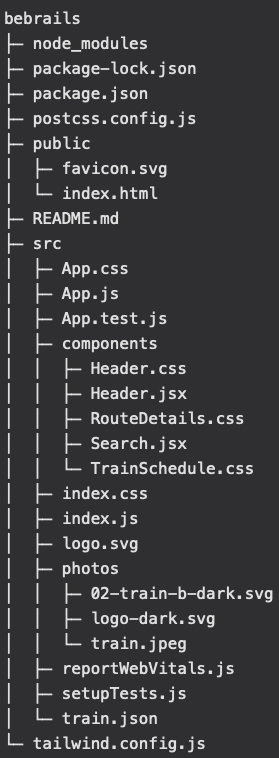 bebrails
├─ node_modules
├─ package-lock.json
├─ package.json
├─ postcss.config.js
├─ public
│  ├─ favicon.svg
│  └─ index.html
├─ README.md
├─ src
│  ├─ App.css
│  ├─ App.js
│  ├─ App.test.js
│  ├─ components
│  │  ├─ Header.css
│  │  ├─ Header.jsx
│  │  ├─ RouteDetails.css
│  │  ├─ Search.jsx
│  │  └─ TrainSchedule.css
│  ├─ index.css
│  ├─ index.js
│  ├─ logo.svg
│  ├─ photos
│  │  ├─ 02-train-b-dark.svg
│  │  ├─ logo-dark.svg
│  │  └─ train.jpeg
│  ├─ reportWebVitals.js
│  ├─ setupTests.js
│  └─ train.json
└─ tailwind.config.js